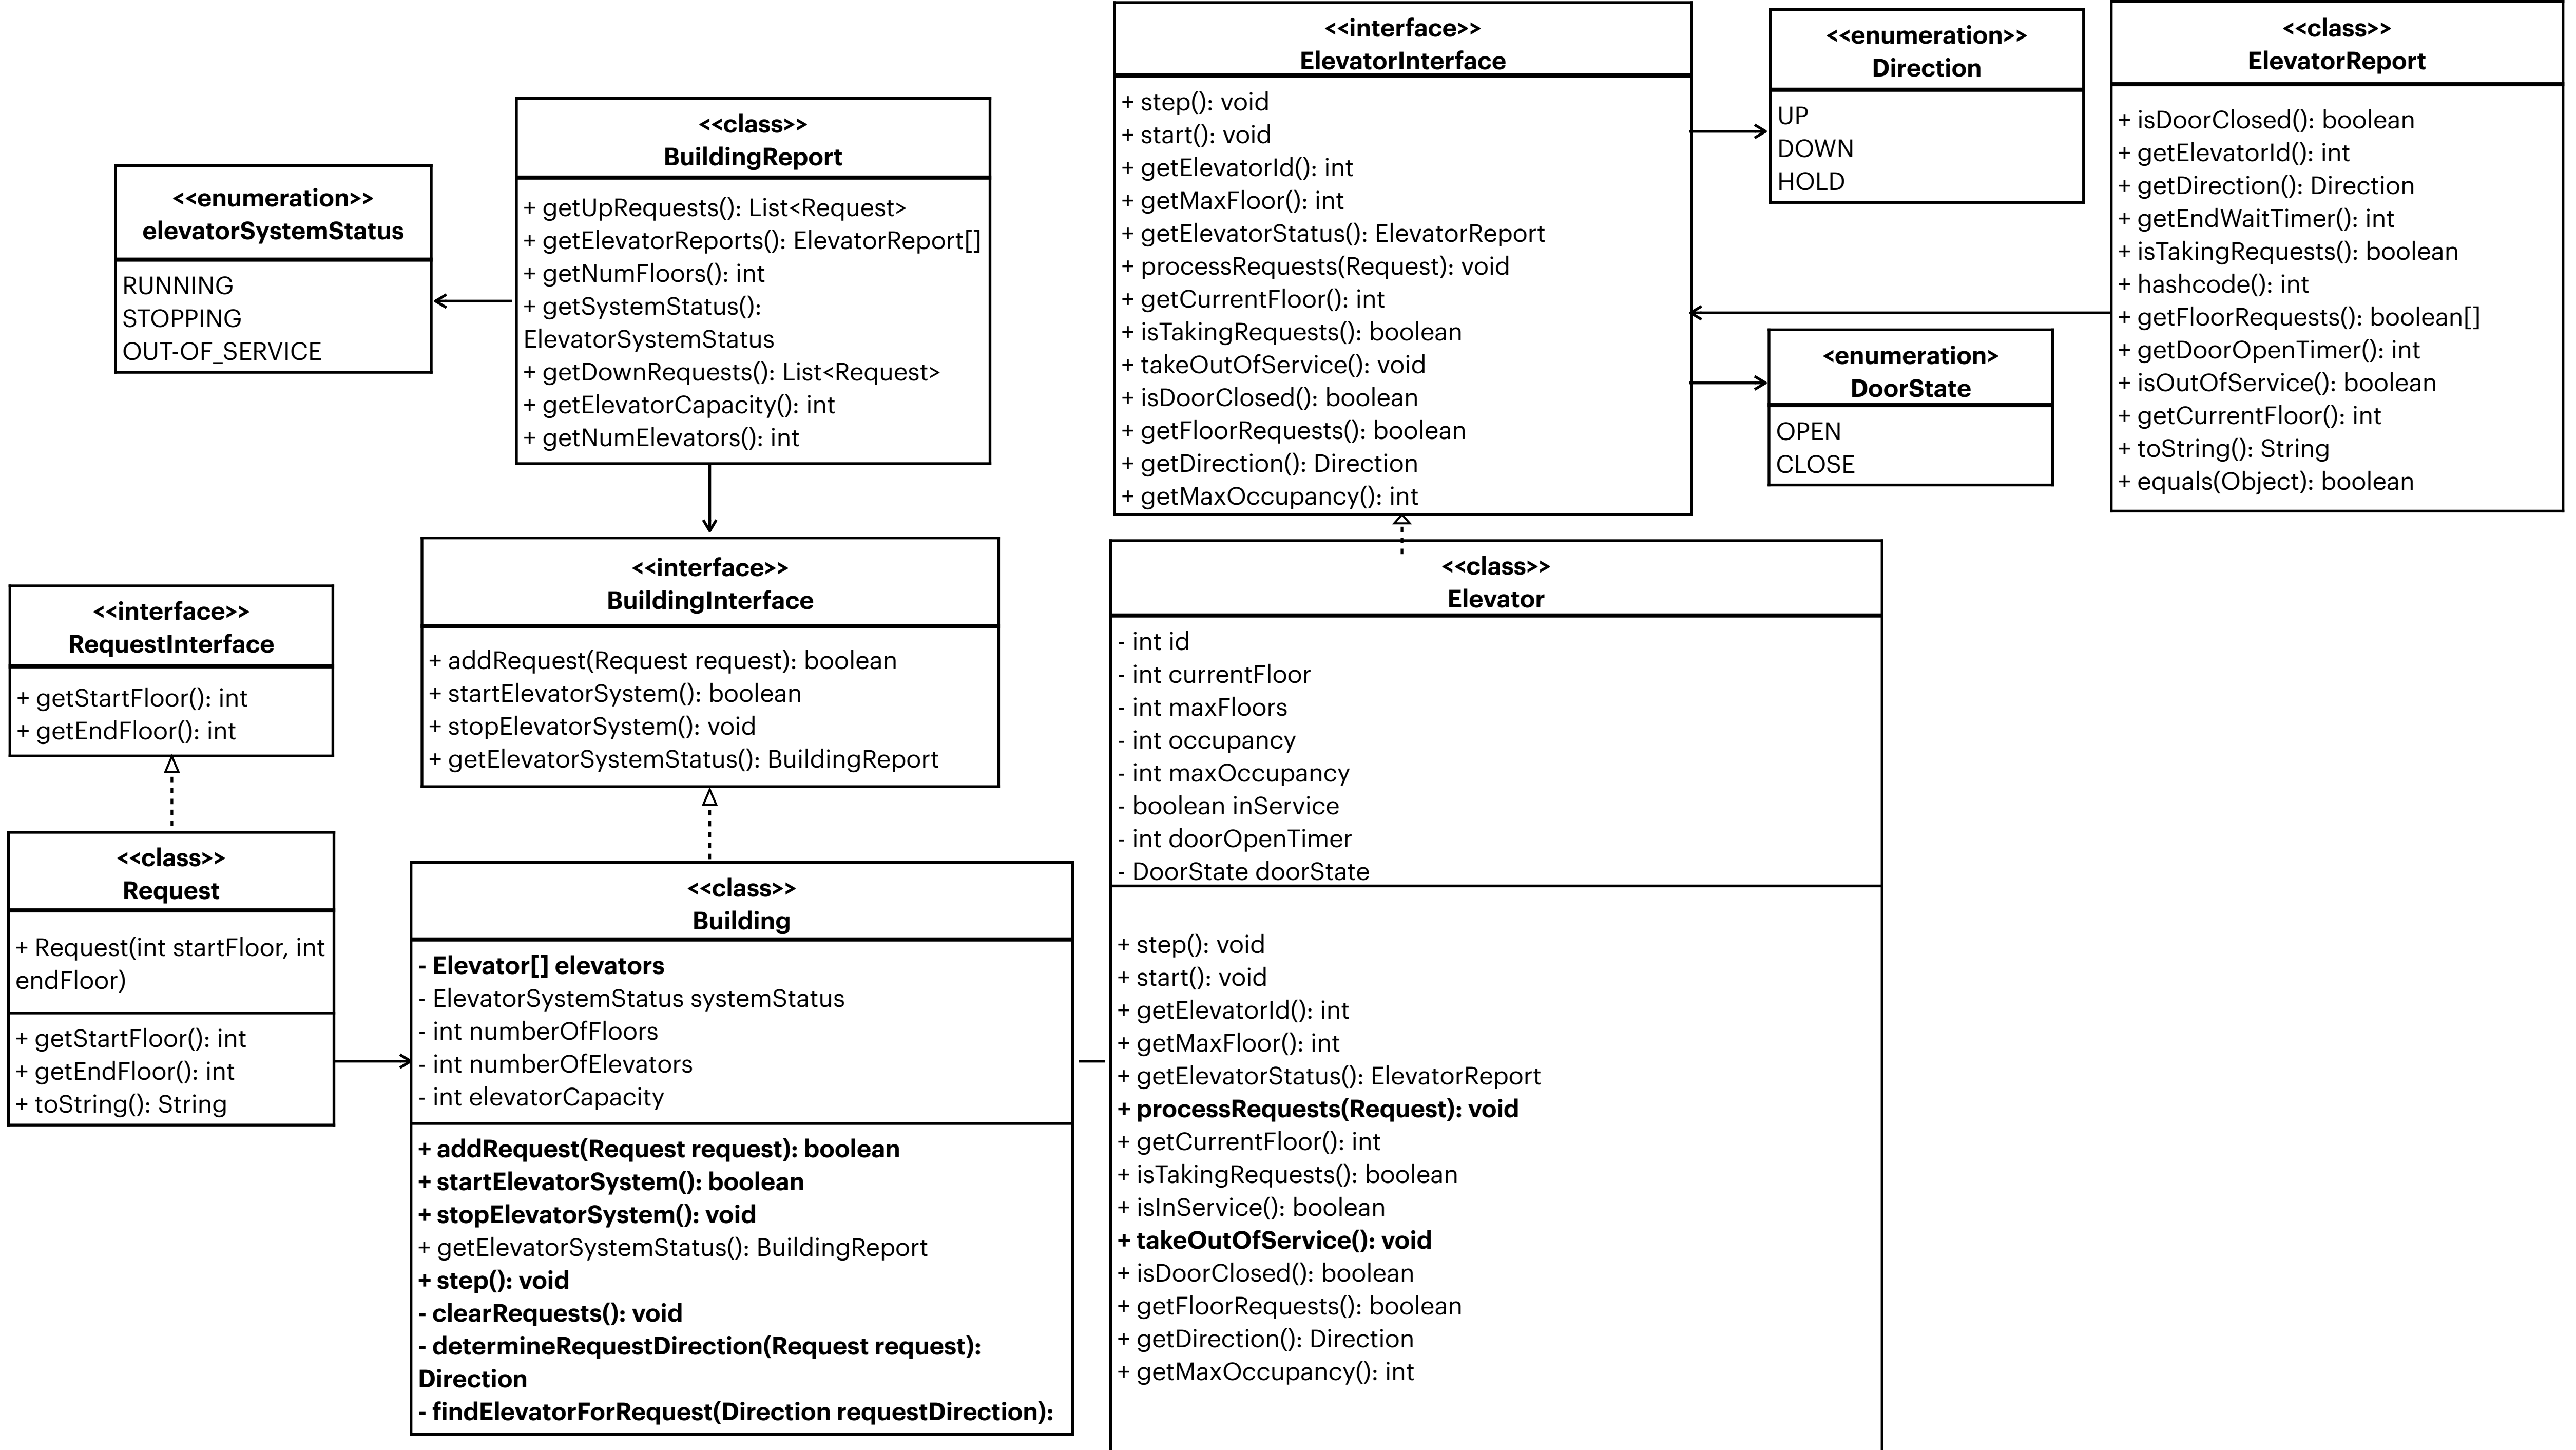 <<enumeration>>
elevatorSystemStatus
RUNNING
STOPPING
OUT-OF_SERVICE
<<class>>
BuildingReport
+ getUpRequests(): List<Request>
+ getElevatorReports(): ElevatorReport[]
+ getNumFloors(): int
+ getSystemStatus():
ElevatorSystemStatus
+ getDownRequests(): List<Request>
+ getElevatorCapacity(): int
+ getNumElevators(): int
<<interface>>
ElevatorInterface
+ step(): void
+ start(): void
+ getElevatorId(): int
+ getMaxFloor(): int
+ getElevatorStatus(): ElevatorReport
+ processRequests(Request): void
+ getCurrentFloor(): int
+ isTakingRequests(): boolean
+ takeOutOfService(): void
+ isDoorClosed(): boolean
+ getFloorRequests(): boolean
+ getDirection(): Direction
+ getMaxOccupancy(): int
<<enumeration>>
Direction
UP
DOWN
HOLD
<enumeration>
DoorState
OPEN
CLOSE
<<class>>
ElevatorReport
+ isDoorClosed(): boolean
+ getElevatorId(): int
+ getDirection(): Direction
+ getEndWaitTimer(): int
+ isTakingRequests(): boolean
+ hashcode(): int
+ getFloorRequests(): boolean[]
+ getDoorOpenTimer(): int
+ isOutOfService(): boolean
+ getCurrentFloor(): int
+ toString(): String
+ equals(Object): boolean
<<interface>>
RequestInterface
+ getStartFloor(): int
+ getEndFloor(): int
<<interface>>
BuildingInterface
+ addRequest(Request request): boolean
+ startElevatorSystem(): boolean
+ stopElevatorSystem(): void
+ getElevatorSystemStatus(): BuildingReport
<<class>>
Request
+ Request(int startFloor, int
endFloor)
+ getStartFloor(): int
+ getEndFloor(): int
+ toString(): String
<<class>>
Building
- Elevator[] elevators
- ElevatorSystemStatus systemStatus
- int numberOfFloors
- int numberOfElevators
- int elevatorCapacity
+ addRequest(Request request): boolean
+ startElevatorSystem(): boolean
+ stopElevatorSystem(): void
+ getElevatorSystemStatus(): BuildingReport
+ step(): void
- clearRequests(): void
- determineRequestDirection(Request request):
Direction
- findElevatorForRequest(Direction requestDirection):
<<class>>
Elevator
- int id
- int currentFloor
- int maxFloors
- int occupancy
- int maxOccupancy
- boolean inService
- int doorOpenTimer
- DoorState doorState
+ step(): void
+ start(): void
+ getElevatorId(): int
+ getMaxFloor(): int
+ getElevatorStatus(): ElevatorReport
+ processRequests(Request): void
+ getCurrentFloor(): int
+ isTakingRequests(): boolean
+ isInService(): boolean
+ takeOutOfService(): void
+ isDoorClosed(): boolean
+ getFloorRequests(): boolean
+ getDirection(): Direction
+ getMaxOccupancy(): int